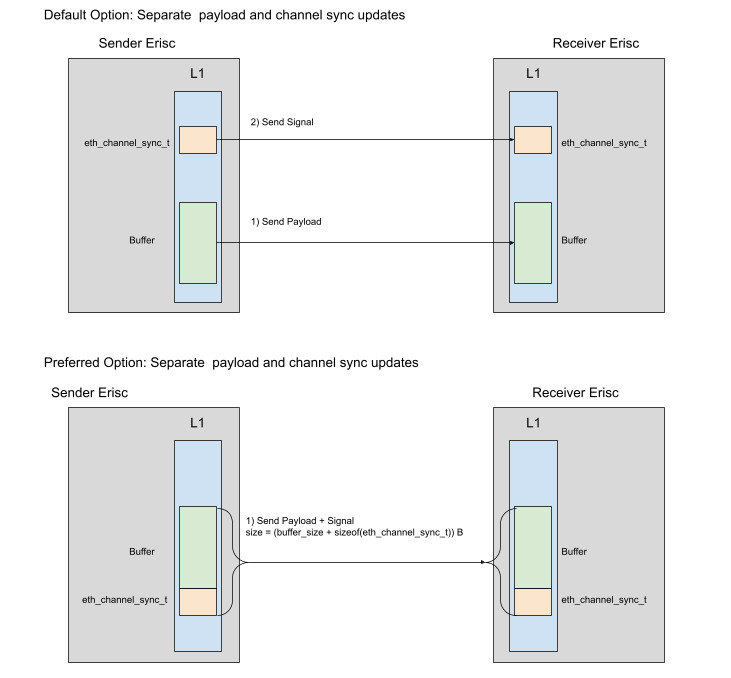 Default Option: Separate  payload and channel sync updates
Sender Erisc
Receiver Erisc
L1
L1
2) Send Signal
eth_channel_sync_t
eth_channel_sync_t
1) Send Payload
Buffer
Buffer
Preferred Option: Separate  payload and channel sync updates
Sender Erisc
Receiver Erisc
L1
L1
1) Send Payload + Signal
size = (buffer_size + sizeof(eth_channel_sync_t)) B
Buffer
Buffer
eth_channel_sync_t
eth_channel_sync_t